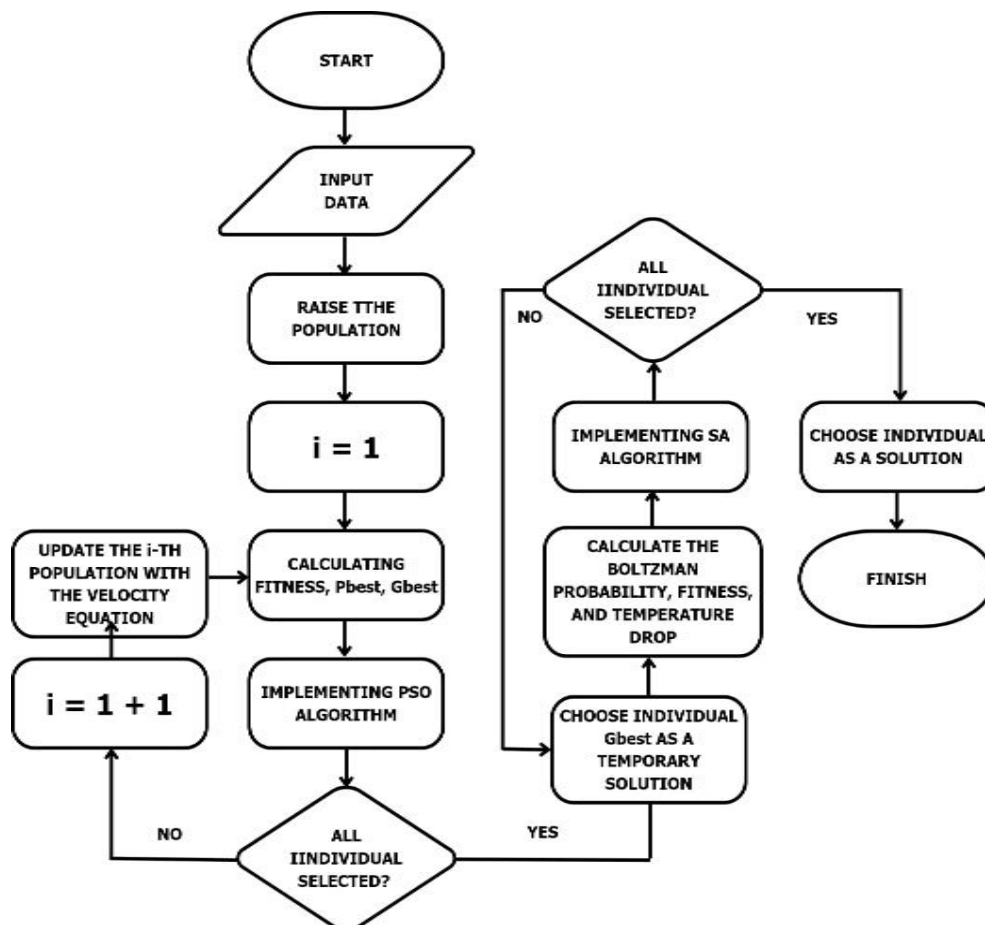 START
INPUT
DATA
RAISE TTHE
POPULATION
i = 1
CALCULATING
FITNESS, Pbest, Gbest
UPDATE THE i-TH
POPULATION WITH
THE VELOCITY
EQUATION
i = 1 + 1
IMPLEMENTING PSO
ALGORITHM
ALL
IINDIVIDUAL
SELECTED?
NO
YES
CHOOSE INDIVIDUAL
Gbest AS A
TEMPORARY
SOLUTION
CALCULATE THE
BOLTZMAN
PROBABILITY, FITNESS,
AND TEMPERATURE
DROP
IMPLEMENTING SA
ALGORITHM
ALL
IINDIVIDUAL
SELECTED?
NO
YES
CHOOSE INDIVIDUAL
AS A SOLUTION
FINISH